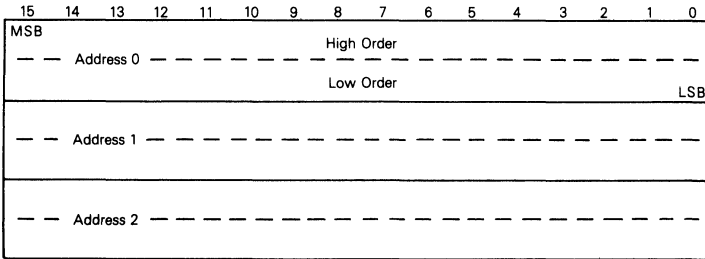 15 14 13 12 11 10 9 8 7 6 5 4 3 2 1 0
MSB
High Order
Address 0
Low Order
LSB
Address 1
Address 2